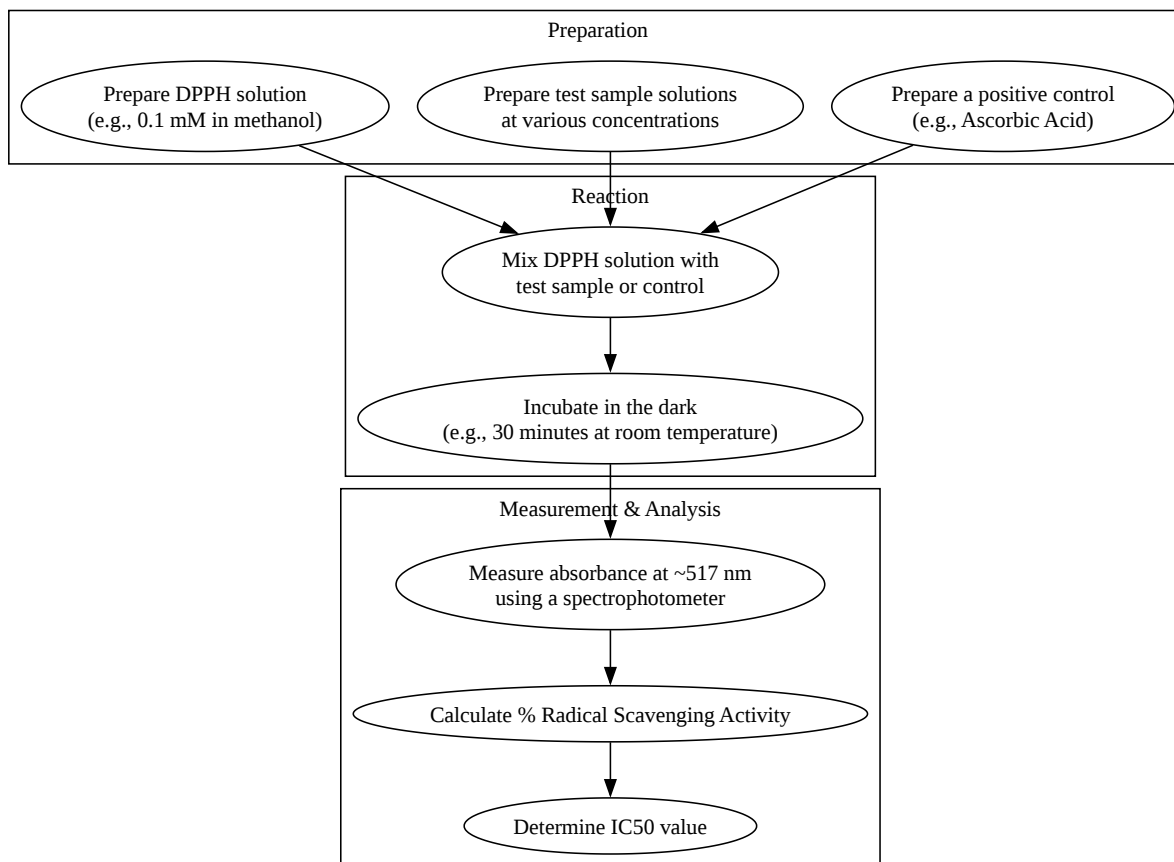 Preparation
Prepare DPPH solution
(e.g., 0.1 mM in methanol)
Prepare test sample solutions
at various concentrations
Prepare a positive control
(e.g., Ascorbic Acid)
Reaction
Mix DPPH solution with
test sample or control
Incubate in the dark
(e.g., 30 minutes at room temperature)
Measurement & Analysis
Measure absorbance at ~517 nm
using a spectrophotometer
Calculate % Radical Scavenging Activity
Determine IC50 value